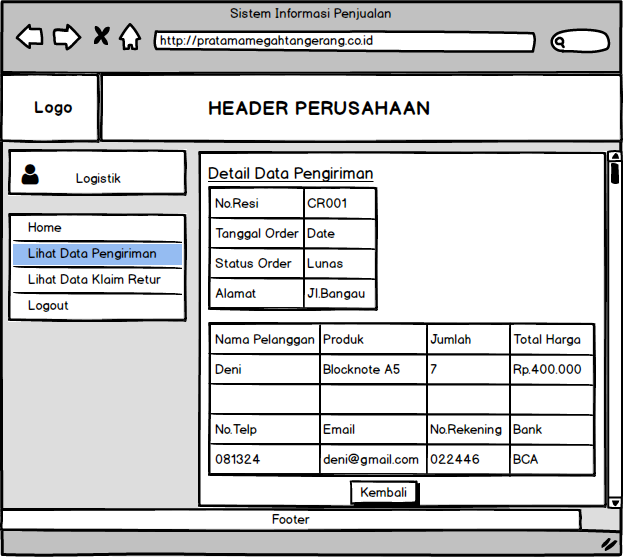 Sistem Informasi Penjualan
http://pratamamegahtangerang.co.id
Logo
HEADER PERUSAHAAN
Logistik
Home
Lihat Data Pengiriman
Lihat Data Klaim Retur
Logout
Detail Data Pengiriman
No.Resi CR001
Tanggal Order Date
Status Order Lunas
Alamat Jl.Bangau
Nama Pelanggan Produk Jumlah Total Harga
Deni Blocknote A5 7 Rp.400.000
No.Telp Email No.Rekening Bank
081324 deni@gmail.com 022446 BCA
Kembali
Footer